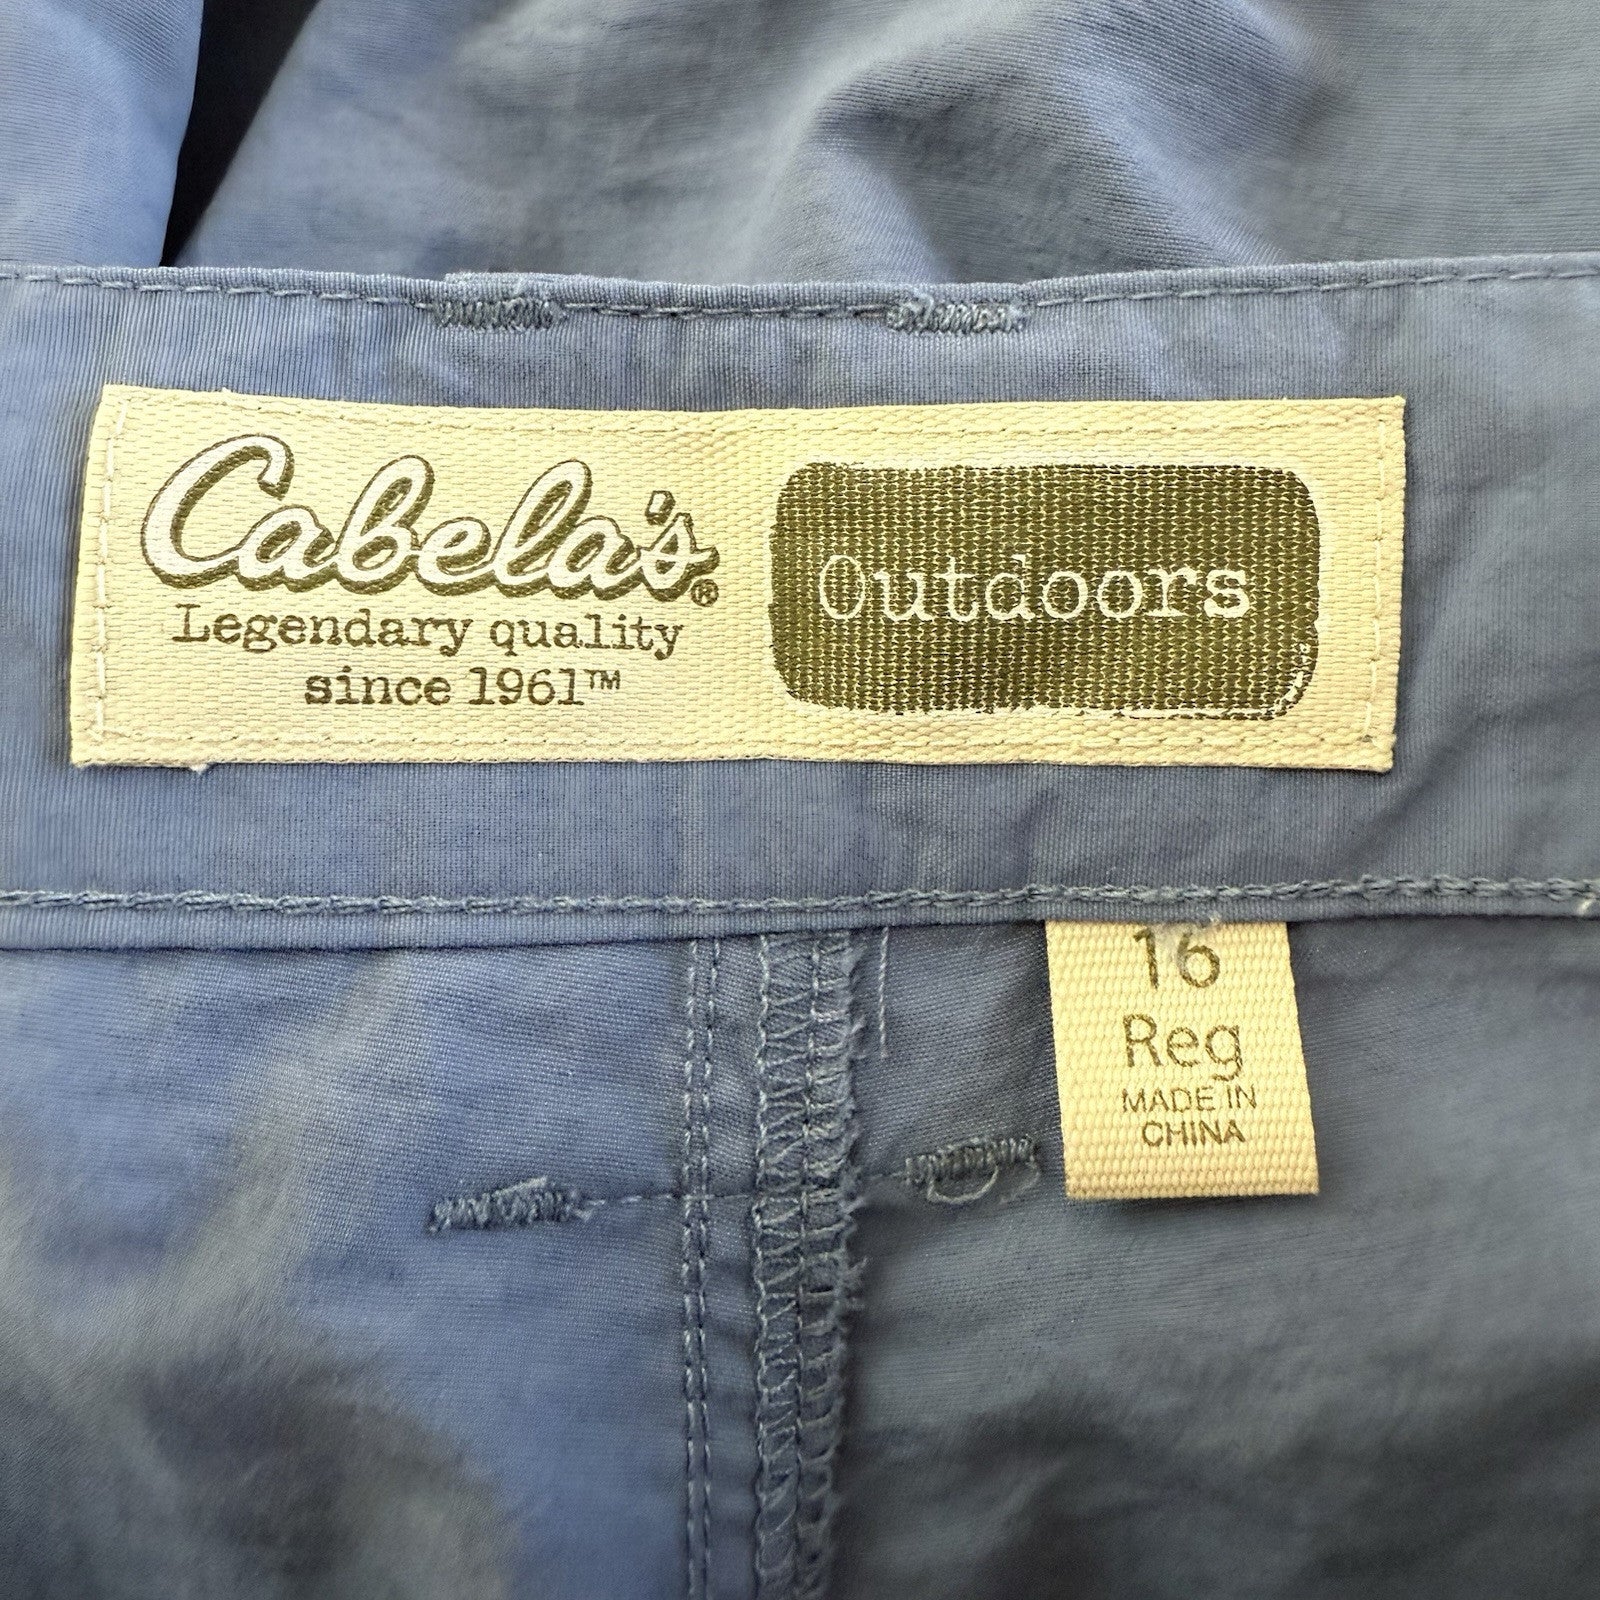 Cabela's®
Legendary quality
since 1961™
Outdoors
16
Reg
MADE IN
CHINA